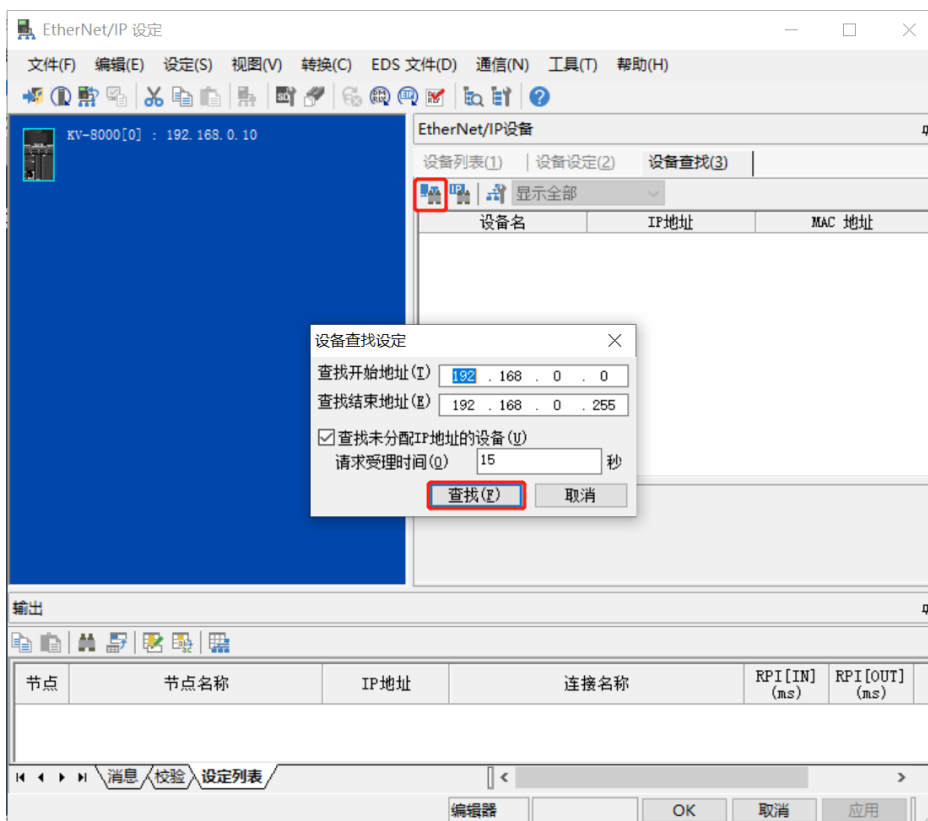 EtherNet/IP 设定
文件(F) 编辑(E) 设定(S) 视图(V) 转换(C) EDS 文件(D) 通信(N) 工具(T) 帮助(H)
KV-8000[0] : 192.168.0.10
EtherNet/IP设备
设备列表(1) 设备设定(2) 设备查找(3)
显示全部
设备名 IP地址 MAC 地址
设备查找设定
查找开始地址(T) 192 . 168 . 0 . 0
查找结束地址(E) 192 . 168 . 0 . 255
查找未分配IP地址的设备(U)
请求受理时间(O) 15 秒
查找(F) 取消
输出
节点 节点名称 IP地址 连接名称 RPI[IN] (ms) RPI[OUT] (ms)
消息 校验 设定列表
编辑器 OK 取消 应用